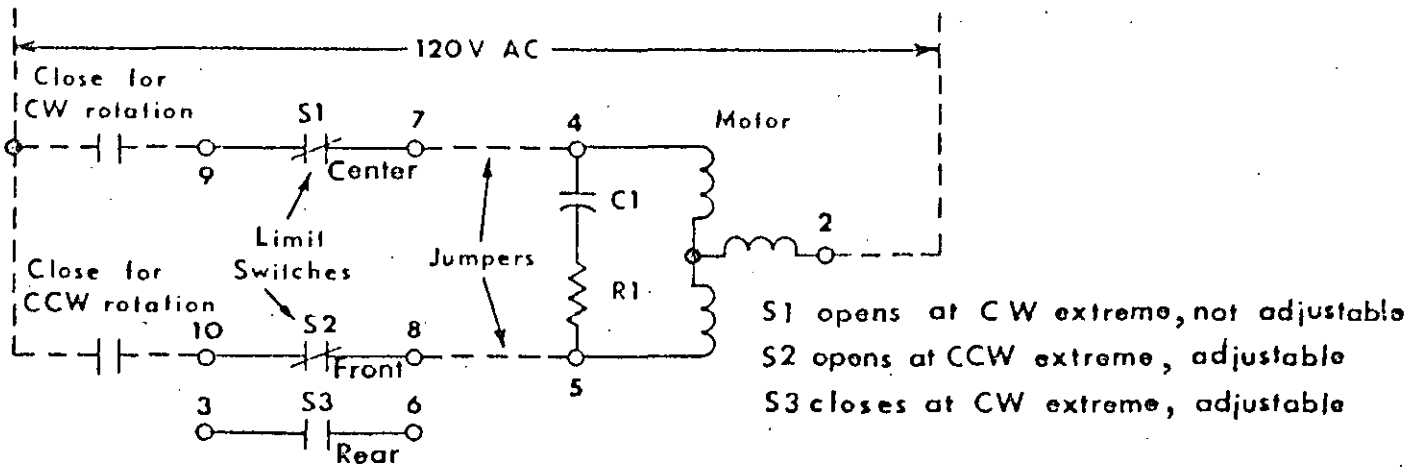 120V AC
Close for
CW rotation
S1
7
4
Motor
9
Center
C1
Limit
Switches
Jumpers
2
Close for
CCW rotation
R1
10
S2
8
Front
5
3
S3
6
Rear
S1 opens at CW extreme, not adjustable
S2 opens at CCW extreme, adjustable
S3 closes at CW extreme, adjustable